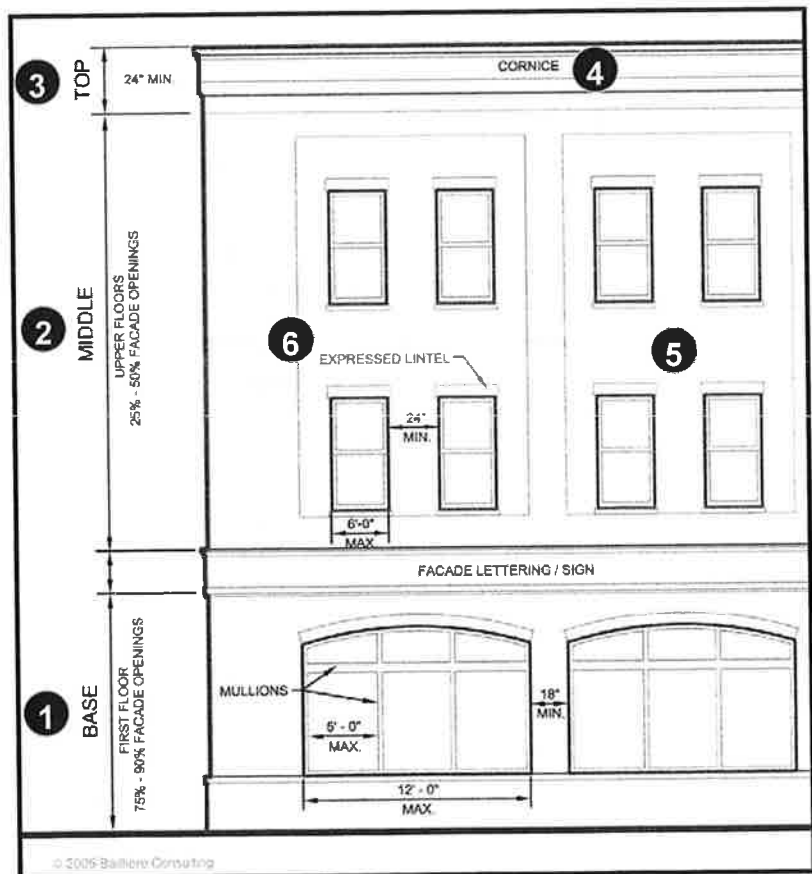 3
TOP
24" MIN.
CORNICE
4
2
MIDDLE
UPPER FLOORS
25% - 50% FACADE OPENINGS
6
EXPRESSED LINTEL
5
24"
MIN.
6'-0"
MAX.
FACADE LETTERING / SIGN
1
BASE
FIRST FLOOR
75% - 90% FACADE OPENINGS
MULLIONS
18"
MIN.
5' - 0"
MAX.
12' - 0"
MAX.
Consulting